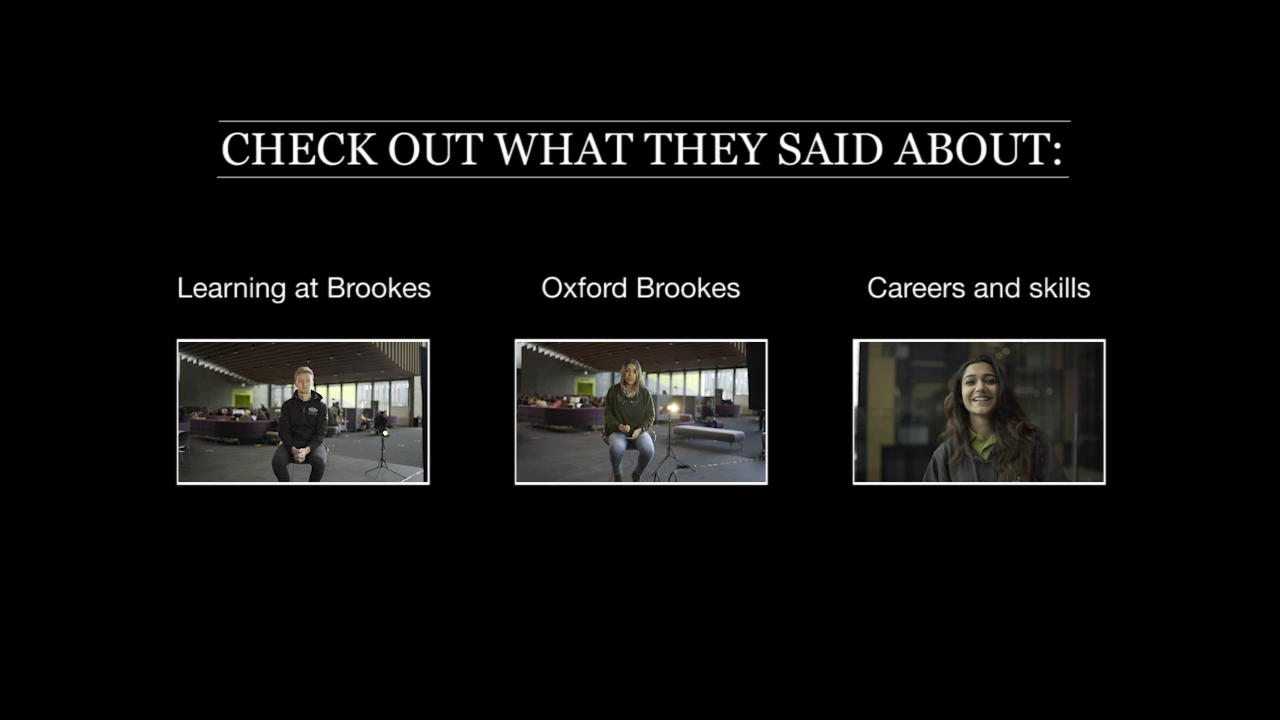 CHECK OUT WHAT THEY SAID ABOUT:
Learning at Brookes
Oxford Brookes
Careers and skills